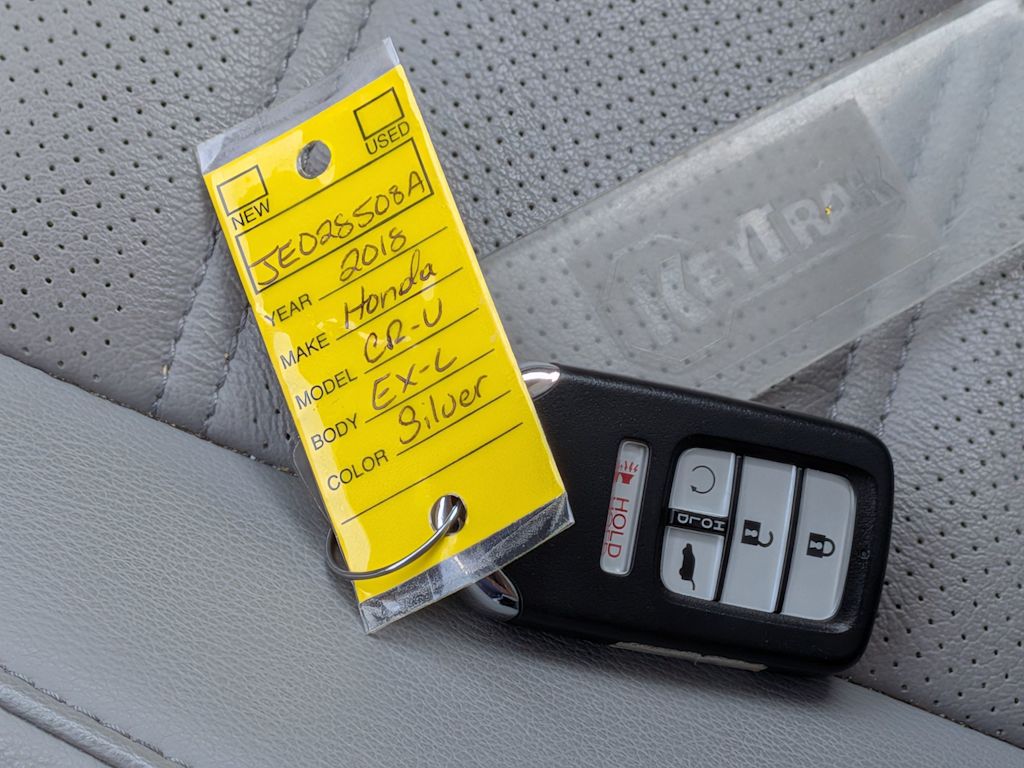 USED
NEW
JE028508A
YEAR 2018
MAKE Honda
MODEL CR-V
BODY EX-L
COLOR Silver
KEYTRAK
HOLD
HOLD